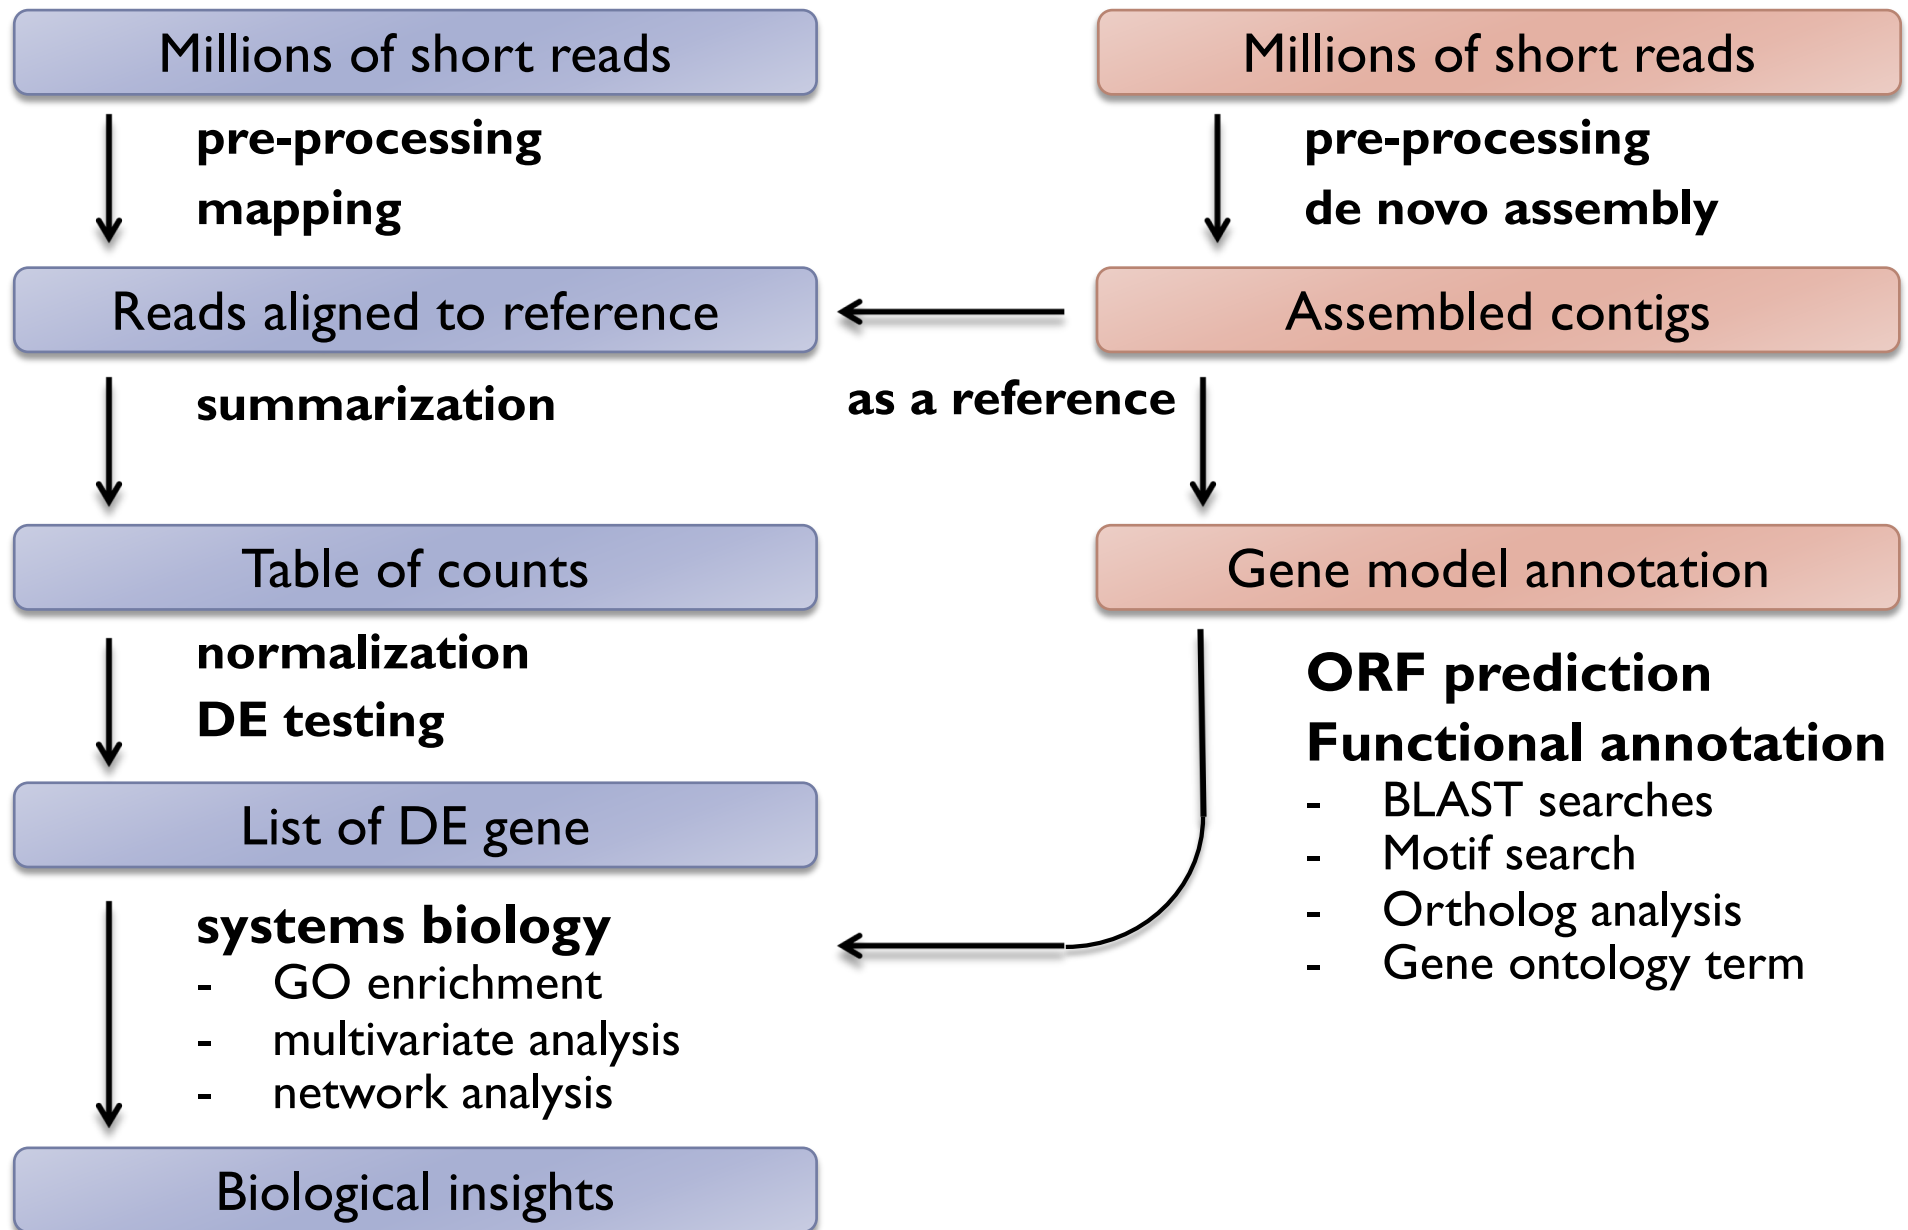 Millions of short reads
pre-processing
mapping
Reads aligned to reference
summarization
Table of counts
normalization
DE testing
List of DE gene
systems biology
- GO enrichment
- multivariate analysis
- network analysis
Biological insights
Millions of short reads
pre-processing
de novo assembly
Assembled contigs
as a reference
Gene model annotation
ORF prediction
Functional annotation
- BLAST searches
- Motif search
- Ortholog analysis
- Gene ontology term